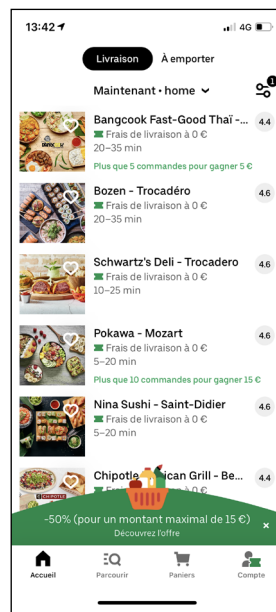 13:42
4G
Livraison
À emporter
Maintenant • home
1
Bangcook Fast-Good Thaï -...
4.4
Frais de livraison à 0 €
20–35 min
Plus que 5 commandes pour gagner 5 €
Bozen - Trocadéro
4.6
Frais de livraison à 0 €
20–35 min
Schwartz's Deli - Trocadero
4.6
Frais de livraison à 0 €
10–25 min
Pokawa - Mozart
4.6
Frais de livraison à 0 €
5–20 min
Plus que 10 commandes pour gagner 15 €
Nina Sushi - Saint-Didier
4.6
Frais de livraison à 0 €
5–20 min
Chipotle ican Grill - Be...
4.4
CHIPOTLE
-50% (pour un montant maximal de 15 €)
Découvrez l'offre
Accueil
Parcourir
Paniers
Compte